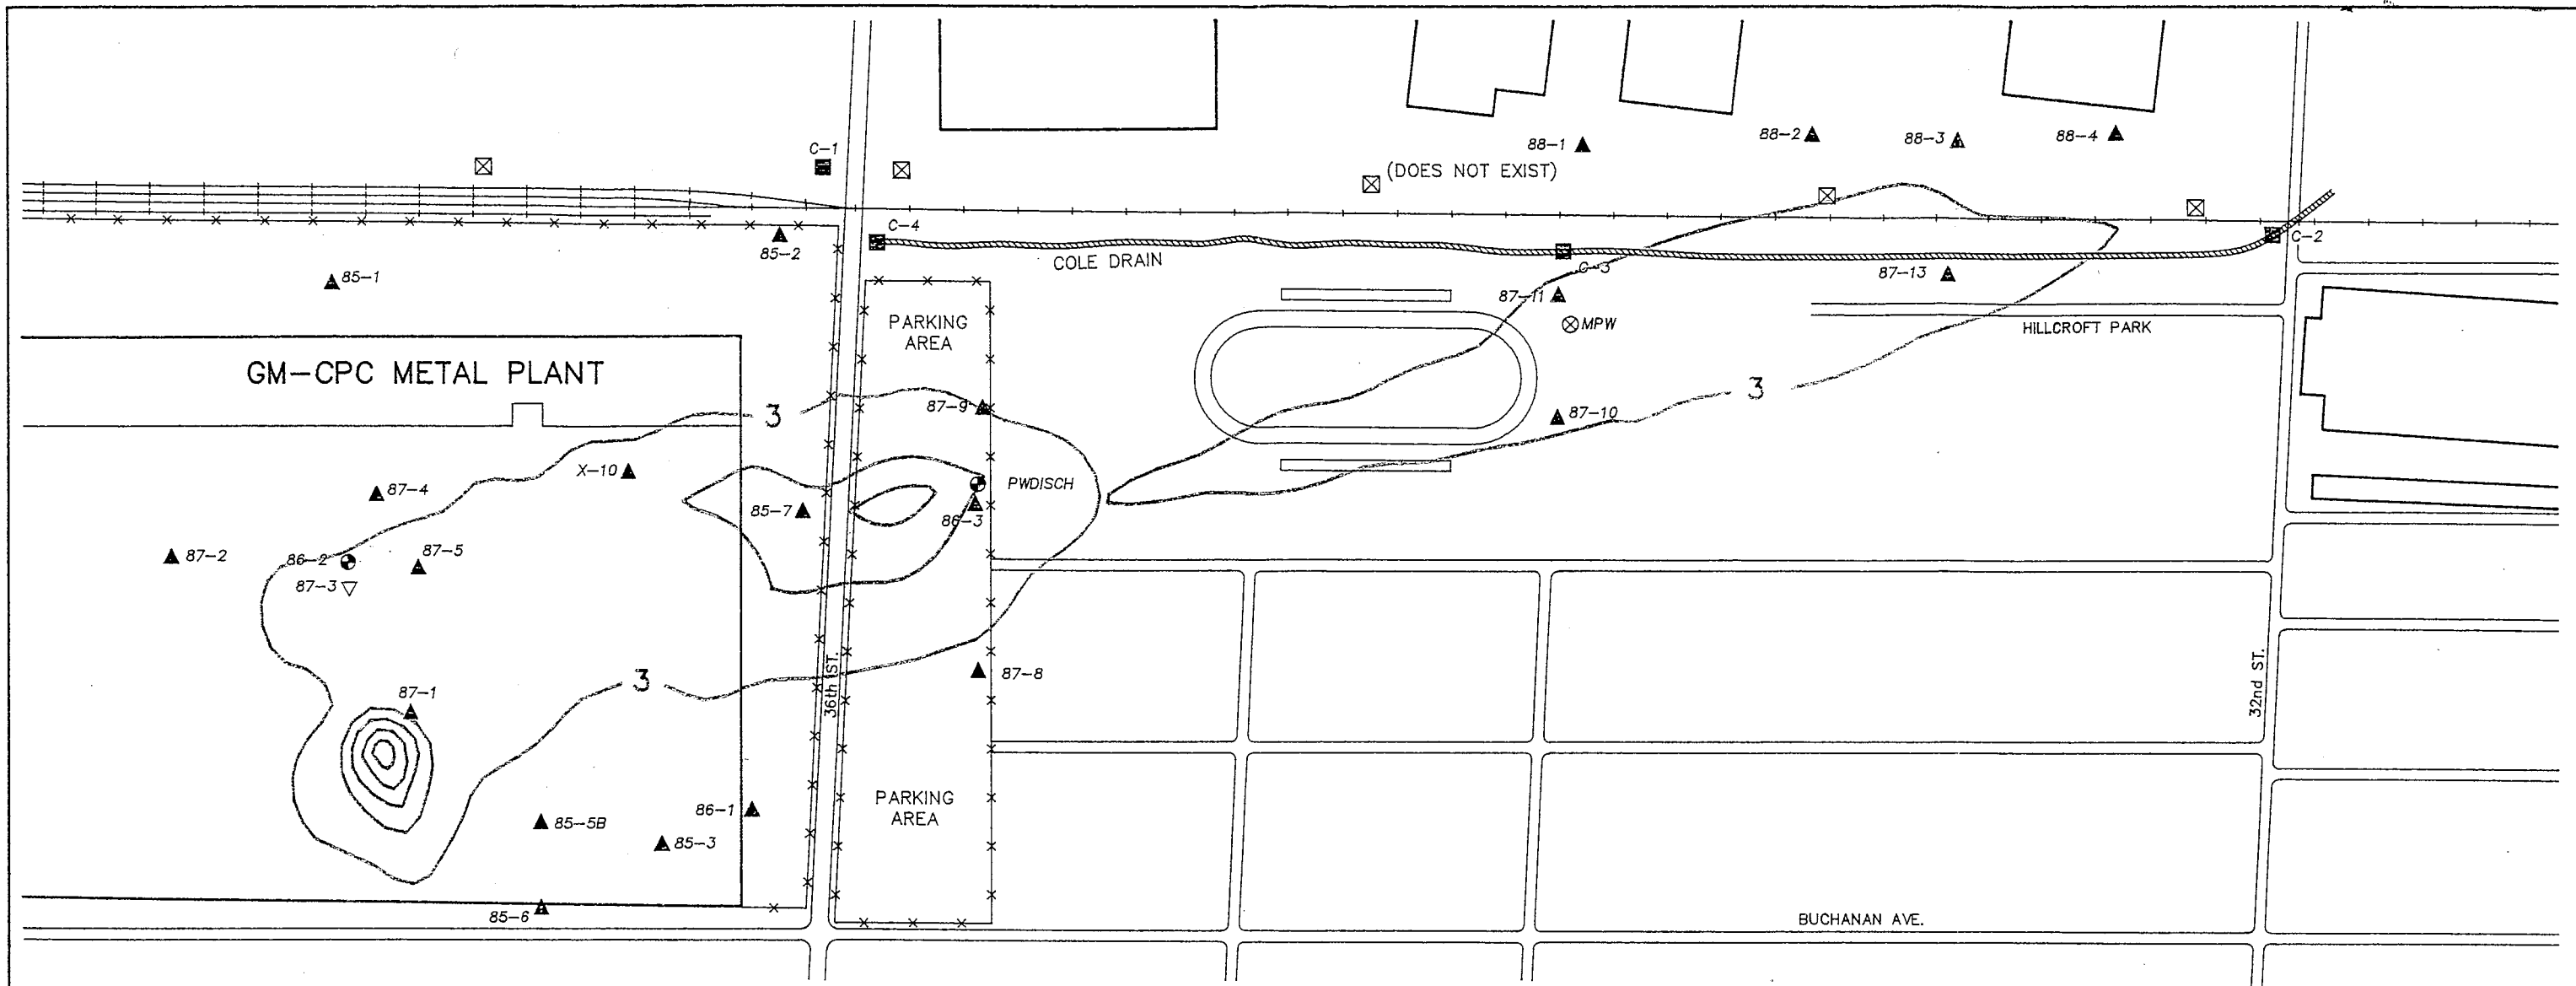 C-1
88-1
88-2
88-3
88-4
(DOES NOT EXIST)
85-2
C-4
C-2
85-1
COLE DRAIN
C-3
87-13
87-11
MPW
HILLCROFT PARK
PARKING
AREA
GM-CPC METAL PLANT
3
87-9
3
87-10
X-10
87-4
PWDISCH
85-7
86-3
87-2
86-2
87-5
87-3
3
87-8
36th ST.
32nd ST.
87-1
PARKING
AREA
86-1
85-5B
85-3
85-6
BUCHANAN AVE.